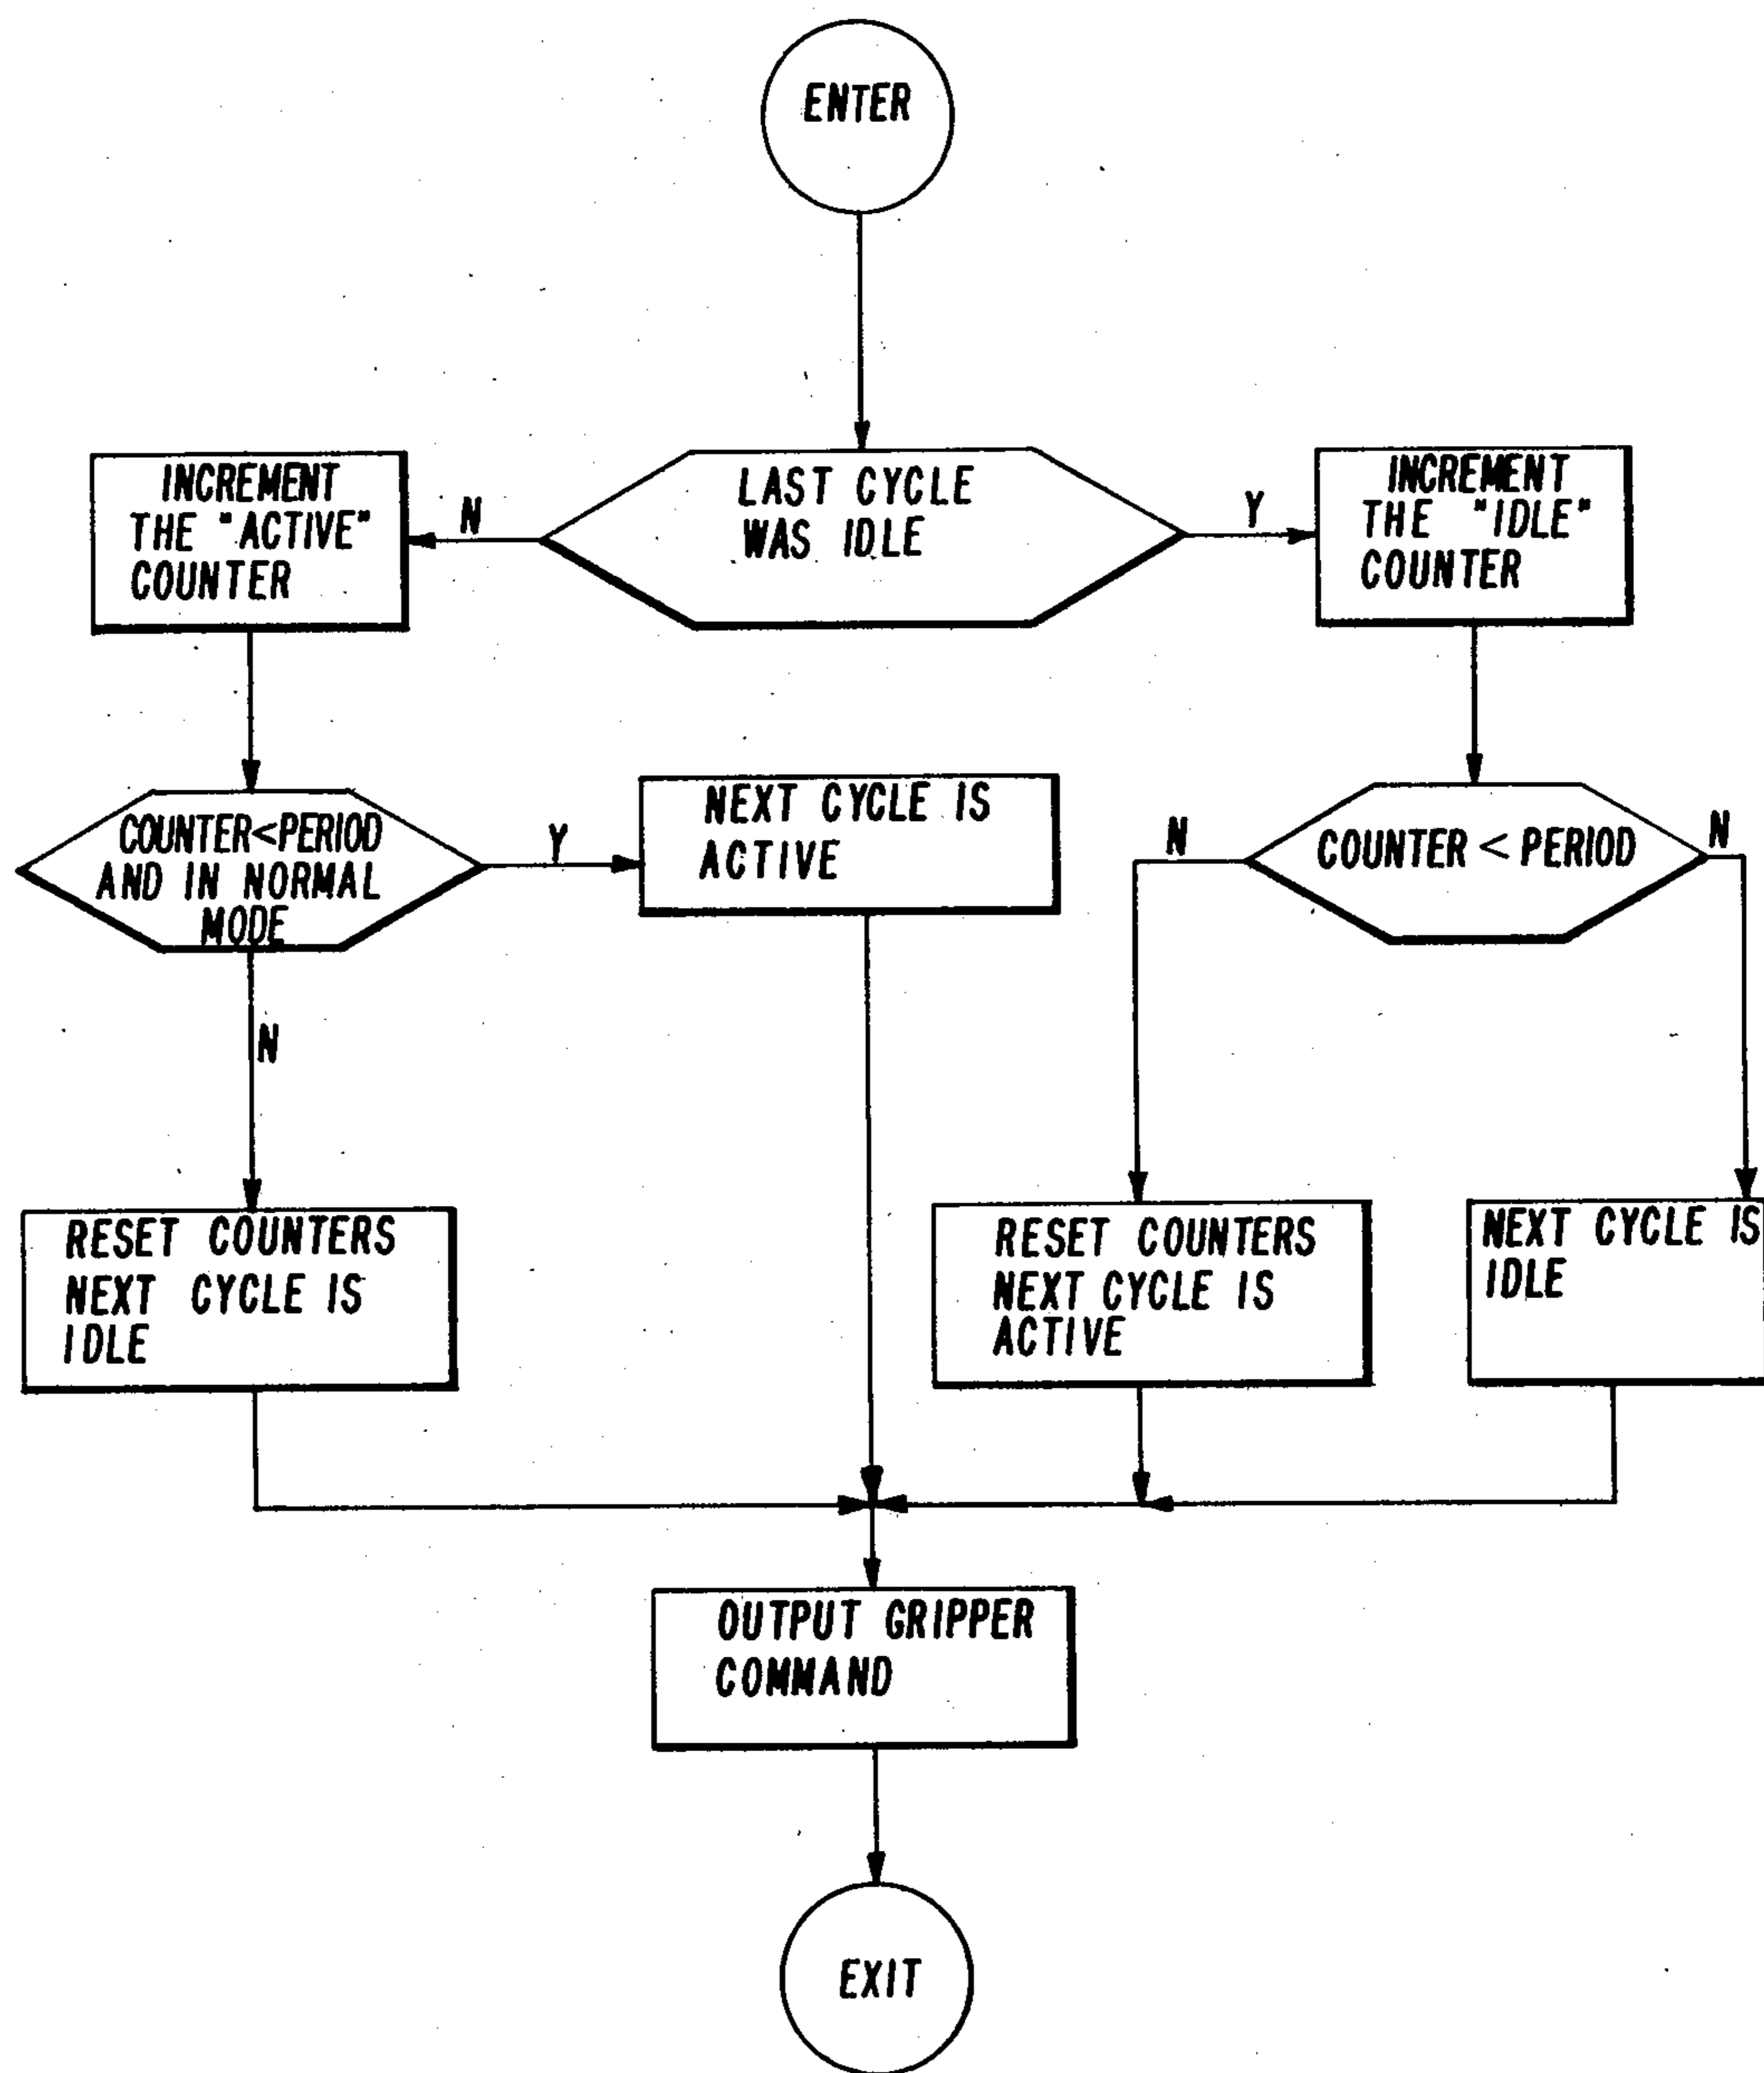 ENTER
LAST CYCLE
WAS IDLE
N
Y
INCREMENT
THE "ACTIVE"
COUNTER
INCREMENT
THE "IDLE"
COUNTER
COUNTER<PERIOD
AND IN NORMAL
MODE
Y
N
NEXT CYCLE IS
ACTIVE
COUNTER < PERIOD
N
N
RESET COUNTERS
NEXT CYCLE IS
IDLE
RESET COUNTERS
NEXT CYCLE IS
ACTIVE
NEXT CYCLE IS
IDLE
OUTPUT GRIPPER
COMMAND
EXIT